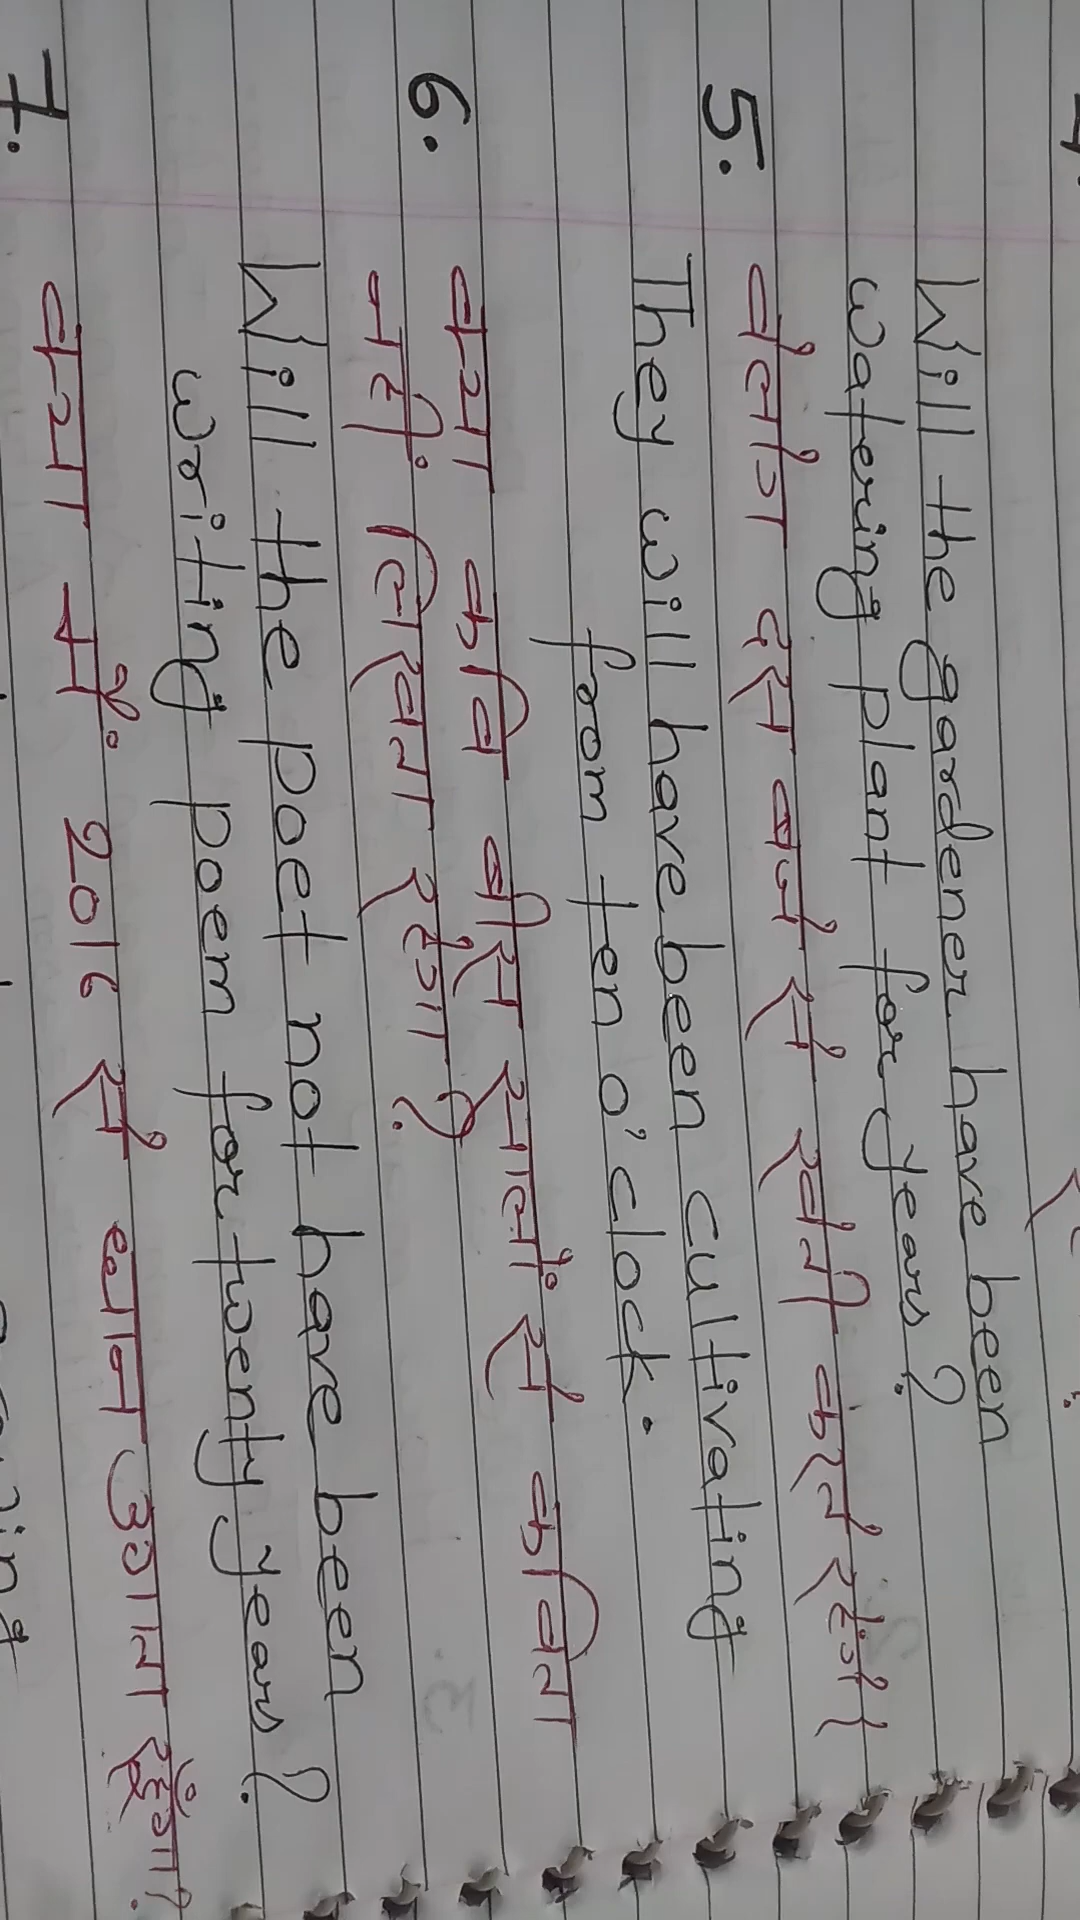 Will the gardener have been
watering plant for years?
5. वेलोग दस बजे से खेती करते रहेंगे।
They will have been cultivating
from ten o'clock.
6. क्या कवि बीस सालों से कविता
नहीं लिखता रहेगा?
Will the poet not have been
writing poem for twenty years?
7. क्या मैं 2016 से धान उगाता रहूँगा?